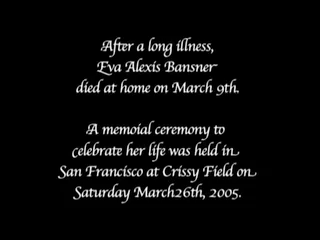 After a long illness,
Eva Alexis Bansner
died at home on March 9th.
A memoial ceremony to
celebrate her life was held in
San Francisco at Crissy Field on
Saturday March26th, 2005.